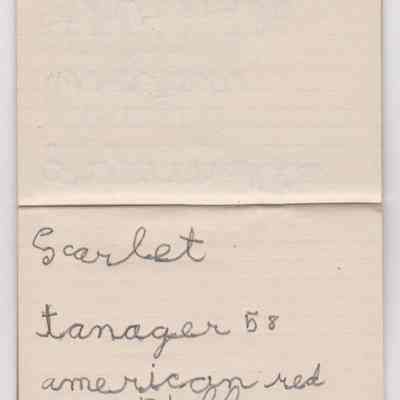 Scarlet
tanager 58
american red